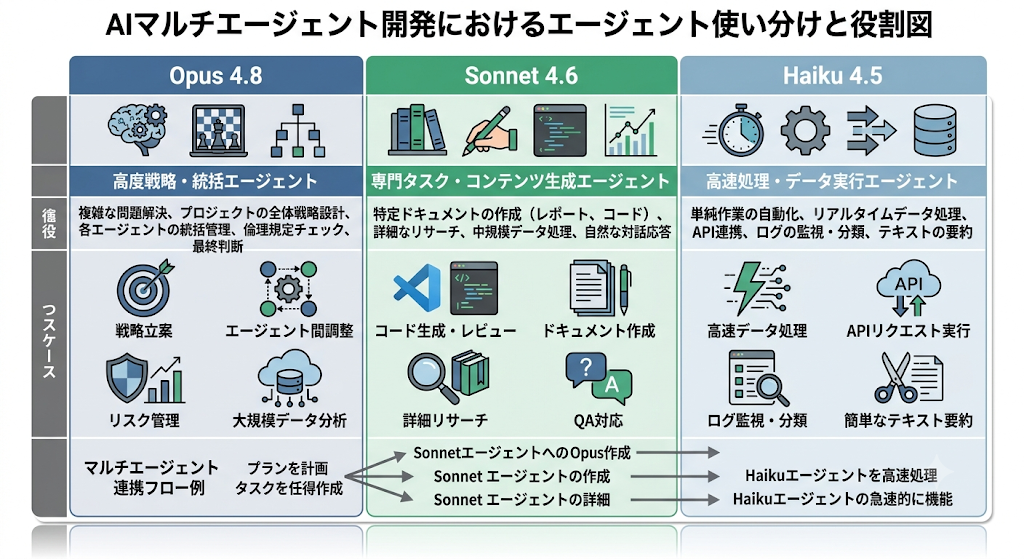 AIマルチエージェント開発におけるエージェント使い分けと役割図
Opus 4.8
Sonnet 4.6
Haiku 4.5
高度戦略・統括エージェント
専門タスク・コンテンツ生成エージェント
高速処理・データ実行エージェント
役
複雑な問題解決、プロジェクトの全体戦略設計、
各エージェントの統括管理、倫理規定チェック、
最終判断
特定ドキュメントの作成（レポート、コード）、
詳細なリサーチ、中規模データ処理、自然な対話応答
単純作業の自動化、リアルタイムデータ処理、
API連携、ログの監視・分類、テキストの要約
つスケース
戦略立案
エージェント間調整
コード生成・レビュー
ドキュメント作成
高速データ処理
API
APIリクエスト実行
リスク管理
大規模データ分析
詳細リサーチ
?
A
QA対応
ログ監視・分類
簡単なテキスト要約
マルチエージェント
連携フロー例
プランを計画
タスクを任得作成
SonnetエージェントへのOpus作成
Sonnet エージェントの作成
Sonnet エージェントの詳細
Haikuエージェントを高速処理
Haikuエージェントの急速的に機能